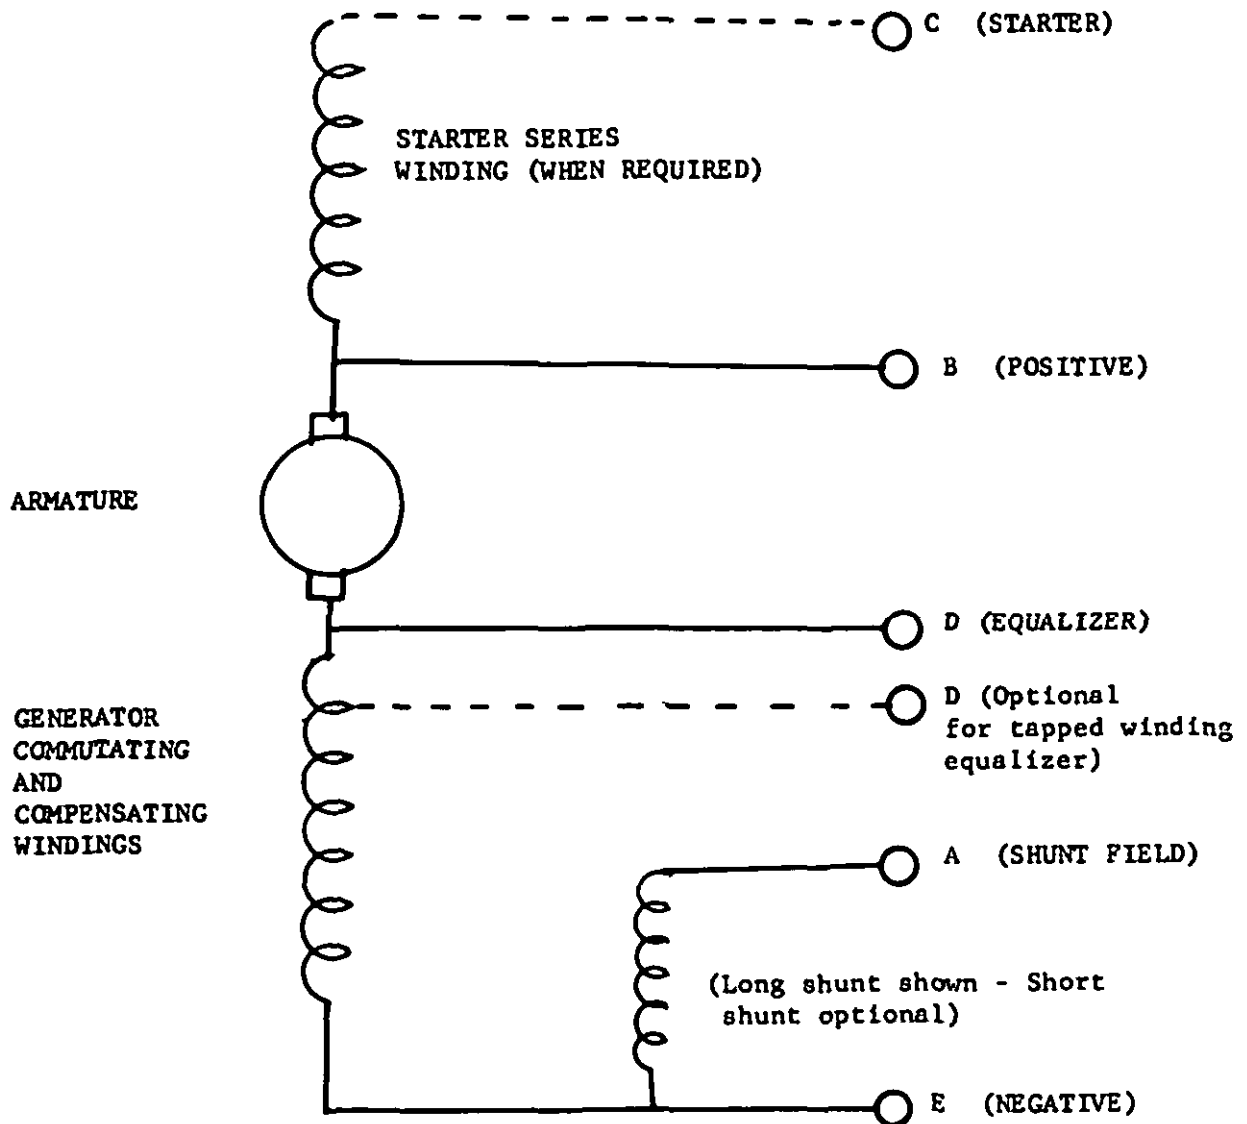 C (STARTER)
STARTER SERIES
WINDING (WHEN REQUIRED)
B (POSITIVE)
ARMATURE
D (EQUALIZER)
D (Optional
for tapped winding
equalizer)
GENERATOR
COMMUTATING
AND
COMPENSATING
WINDINGS
A (SHUNT FIELD)
(Long shunt shown - Short
shunt optional)
E (NEGATIVE)